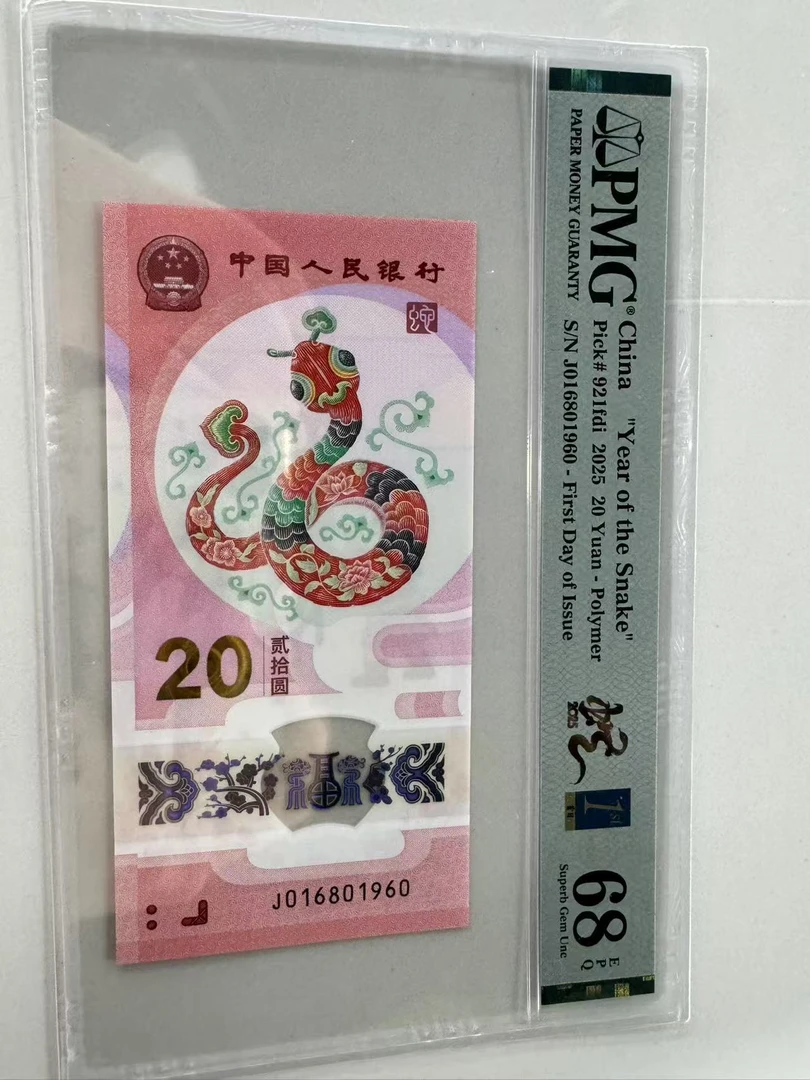 中国人民银行
20
贰拾圆
J016801960
PMG®
PAPER MONEY GUARANTY
China "Year of the Snake"
Pick# 921fdi 2025 20 Yuan - Polymer
S/N J016801960 - First Day of Issue
蛇
2025
1st
68 EPQ
Superb Gem Unc